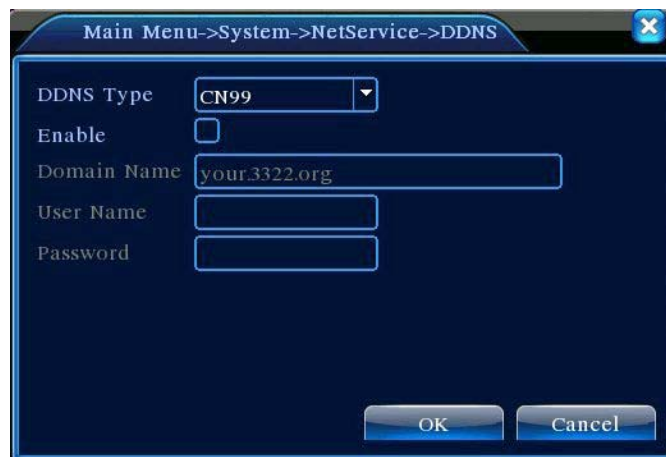 Main Menu->System->NetService->DDNS
DDNS Type CN99
Enable
Domain Name your.3322.org
User Name
Password
OK Cancel